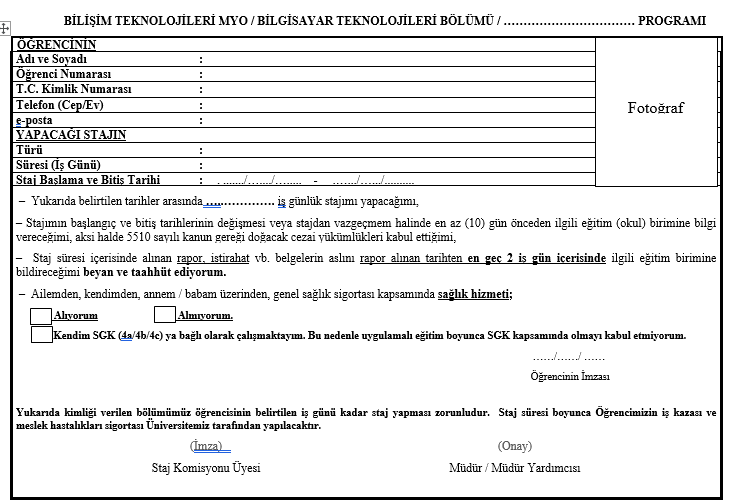 BİLİŞİM TEKNOLOJİLERİ MYO / BİLGİSAYAR TEKNOLOJİLERİ BÖLÜMÜ / ................................. PROGRAMI
ÖĞRENCİNİN
Adı ve Soyadı :
Öğrenci Numarası :
T.C. Kimlik Numarası :
Telefon (Cep/Ev) :
e-posta :
Fotoğraf
YAPACAĞI STAJIN
Türü :
Süresi (İş Günü) :
Staj Başlama ve Bitiş Tarihi : ......../......./........ - ....../....../..........
– Yukarıda belirtilen tarihler arasında ................... iş günlük stajımı yapacağımı,
– Stajımın başlangıç ve bitiş tarihlerinin değişmesi veya stajdan vazgeçmem halinde en az (10) gün önceden ilgili eğitim (okul) birimine bilgi
vereceğimi, aksi halde 5510 sayılı kanun gereği doğacak cezai yükümlükleri kabul ettiğimi,
– Staj süresi içerisinde alınan rapor, istirahat vb. belgelerin aslını rapor alınan tarihten en geç 2 is gün icerisinde ilgili eğitim birimine
bildireceğimi beyan ve taahhüt ediyorum.
– Ailemden, kendimden, annem / babam üzerinden, genel sağlık sigortası kapsamında sağlık hizmeti;
Alıyorum Almıyorum.
Kendim SGK (4a/4b/4c) ya bağlı olarak çalışmaktayım. Bu nedenle uygulamalı eğitim boyunca SGK kapsamında olmayı kabul etmiyorum.
....../....../ ......
Öğrencinin İmzası
Yukarıda kimliği verilen bölümümüz öğrencisinin belirtilen iş günü kadar staj yapması zorunludur. Staj süresi boyunca Öğrencimizin iş kazası ve
meslek hastalıkları sigortası Üniversitemiz tarafından yapılacaktır.
(İmza) (Onay)
Staj Komisyonu Üyesi Müdür / Müdür Yardımcısı